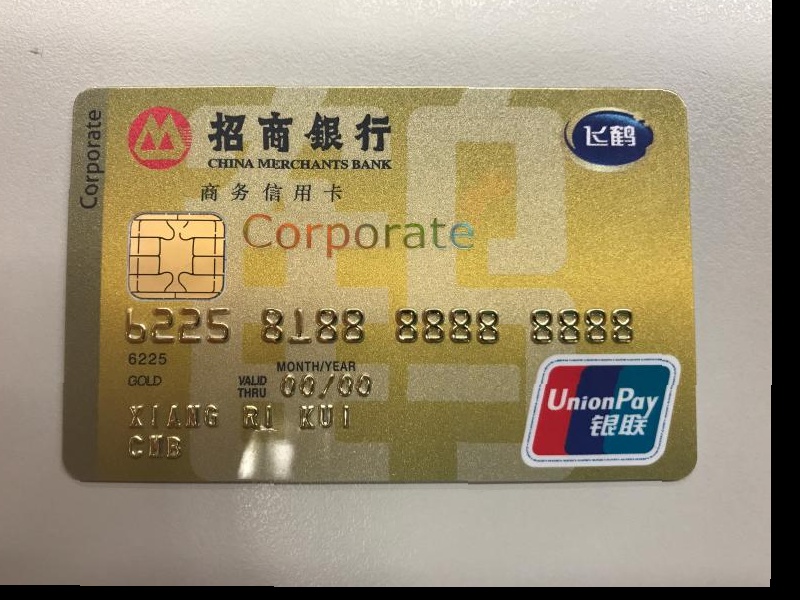 Corporate
招商銀行
CHINA MERCHANTS BANK
飞鹤
商务信用卡
Corporate
6225 8188 8888 8888
6225
MONTH/YEAR
GOLD
VALID THRU 00/00
XIANG RI KUI
CMB
UnionPay
银联